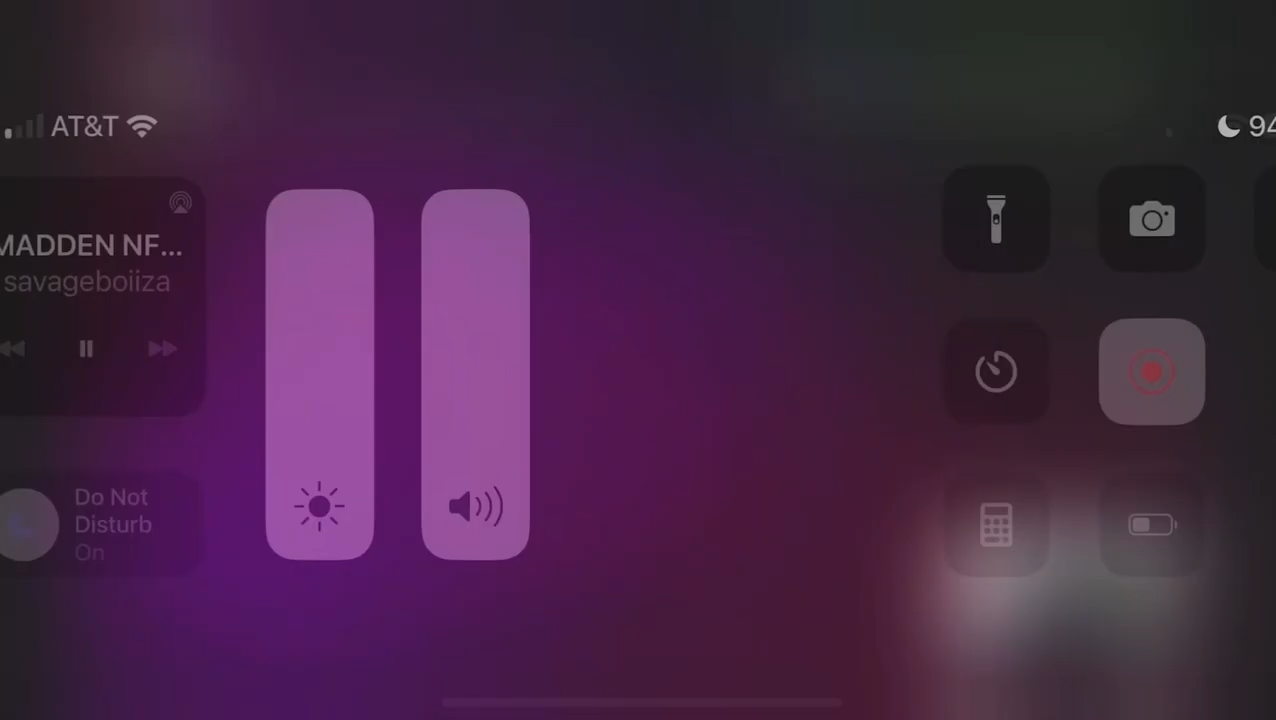 AT&T
94
MADDEN NF...
savageboiiza
Do Not
Disturb
On